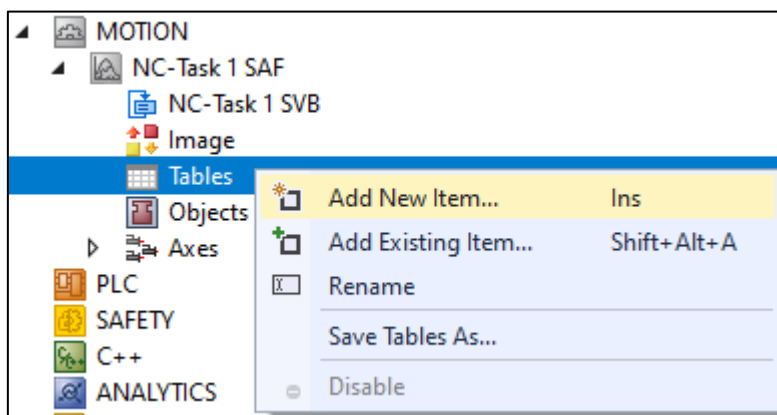 MOTION
NC-Task 1 SAF
NC-Task 1 SVB
Image
Tables
Objects
Axes
PLC
SAFETY
C++
ANALYTICS
Add New Item... Ins
Add Existing Item... Shift+Alt+A
Rename
Save Tables As...
Disable